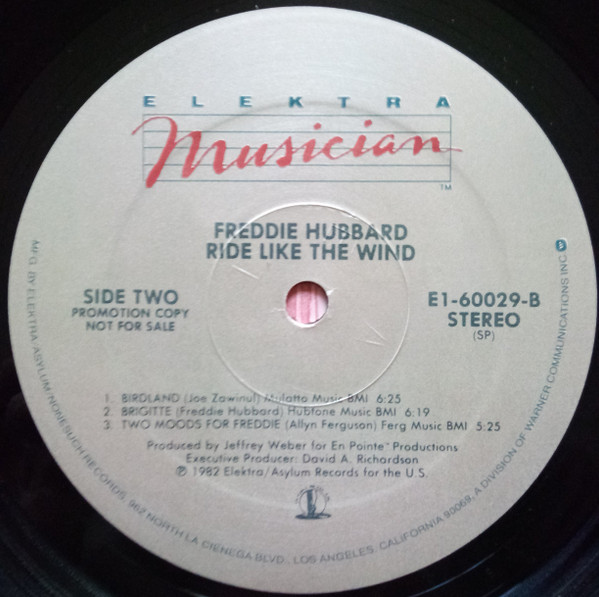 ELEKTRA
Musician
TM
FREDDIE HUBBARD
RIDE LIKE THE WIND
SIDE TWO
PROMOTION COPY
NOT FOR SALE
E1-60029-B
STEREO
(SP)
1. BIRDLAND (Joe Zawinul) Mulatto Music BMI 6:25
2. BRIGITTE (Freddie Hubbard) Hubtone Music BMI 6:19
3. TWO MOODS FOR FREDDIE (Allyn Ferguson) Ferg Music BMI 5:25
Produced by Jeffrey Weber for En Pointe Productions
Executive Producer: David A. Richardson
℗ 1982 Elektra/Asylum Records for the U.S.
MFG. BY ELEKTRA/ASYLUM/NONESUCH RECORDS, 962 NORTH LA CIENEGA BLVD., LOS ANGELES, CALIFORNIA 90069, A DIVISION OF WARNER COMMUNICATIONS INC.